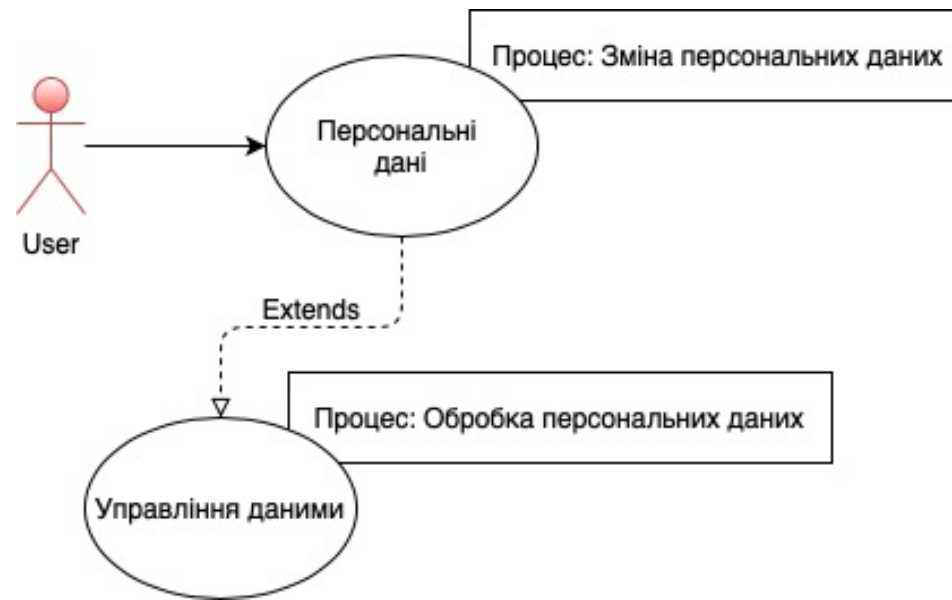 Процес: Зміна персональних даних
Персональні
дані
User
Extends
Процес: Обробка персональних даних
Управління даними